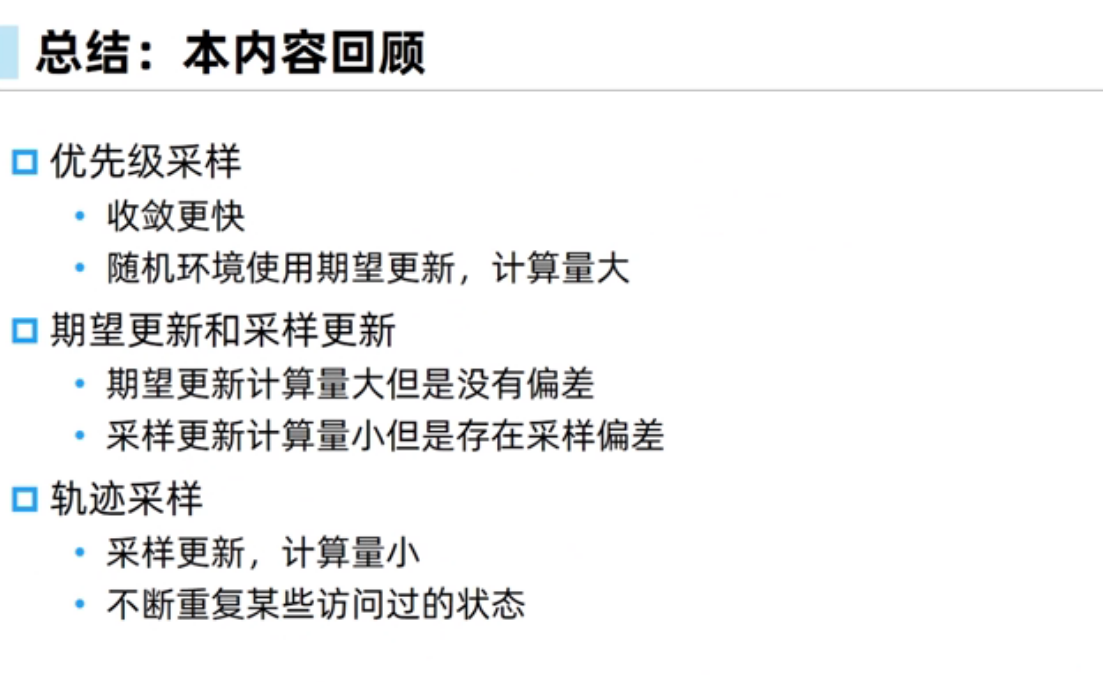 总结：本内容回顾
优先级采样
收敛更快
随机环境使用期望更新，计算量大
期望更新和采样更新
期望更新计算量大但是没有偏差
采样更新计算量小但是存在采样偏差
轨迹采样
采样更新，计算量小
不断重复某些访问过的状态